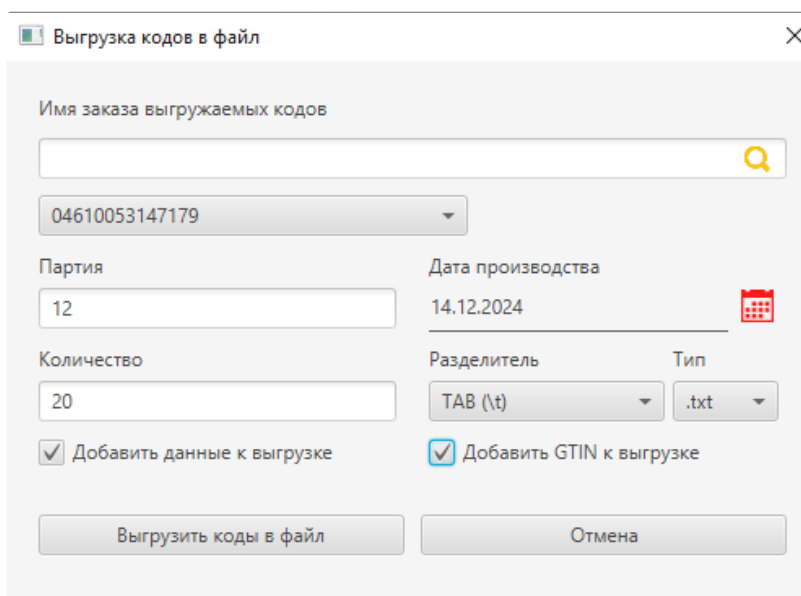 Выгрузка кодов в файл
Имя заказа выгружаемых кодов
04610053147179
Партия
Дата производства
12
14.12.2024
Количество
Разделитель
Тип
20
TAB (\t)
.txt
Добавить данные к выгрузке
Добавить GTIN к выгрузке
Выгрузить коды в файл
Отмена